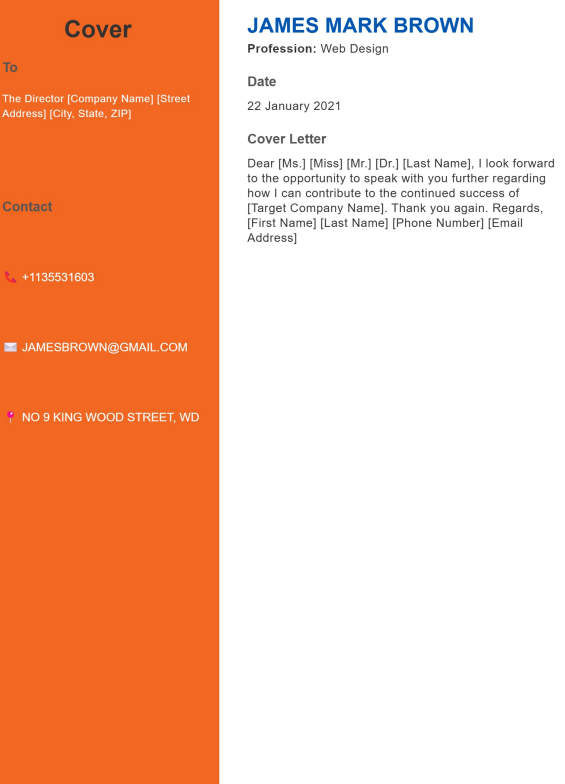 Cover
To
The Director [Company Name] [Street
Address] [City, State, ZIP]
Contact
📞 +1135531603
✉️ JAMESBROWN@GMAIL.COM
📍 NO 9 KING WOOD STREET, WD
JAMES MARK BROWN
Profession: Web Design
Date
22 January 2021
Cover Letter
Dear [Ms.] [Miss] [Mr.] [Dr.] [Last Name], I look forward
to the opportunity to speak with you further regarding
how I can contribute to the continued success of
[Target Company Name]. Thank you again. Regards,
[First Name] [Last Name] [Phone Number] [Email
Address]